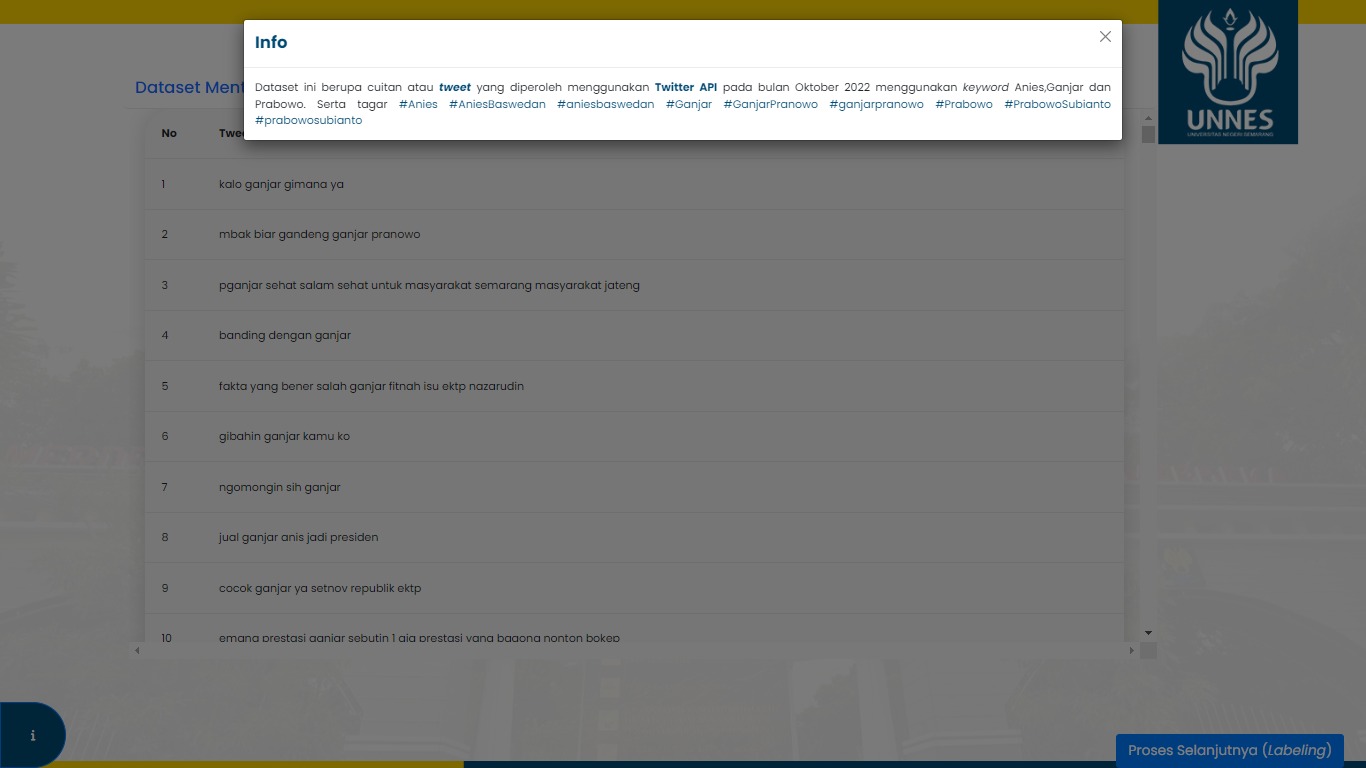 Info
Dataset ini berupa cuitan atau tweet yang diperoleh menggunakan Twitter API pada bulan Oktober 2022 menggunakan keyword Anies,Ganjar dan
Prabowo. Serta tagar #Anies #AniesBaswedan #aniesbaswedan #Ganjar #GanjarPranowo #ganjarpranowo #Prabowo #PrabowoSubianto
#prabowosubianto
UNNES
UNIVERSITAS NEGERI SEMARANG
Dataset Ment
No Twee
1 kalo ganjar gimana ya
2 mbak biar gandeng ganjar pranowo
3 pganjar sehat salam sehat untuk masyarakat semarang masyarakat jateng
4 banding dengan ganjar
5 fakta yang bener salah ganjar fitnah isu ektp nazarudin
6 gibahin ganjar kamu ko
7 ngomongin sih ganjar
8 jual ganjar anis jadi presiden
9 cocok ganjar ya setnov republik ektp
10 emang prestasi ganjar sebutin 1 aja prestasi yang bagong nonton bokep
i
Proses Selanjutnya (Labeling)